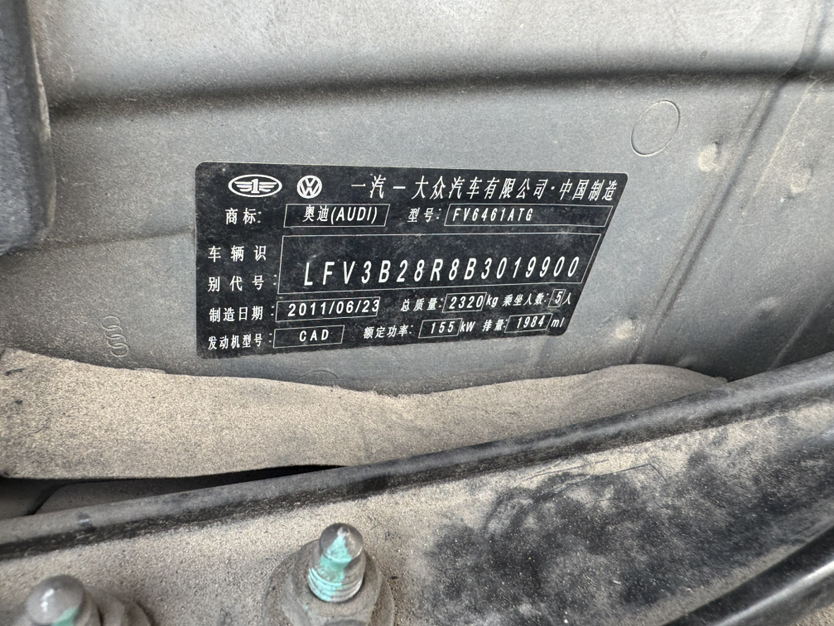 一汽-大众汽车有限公司·中国制造
商标: 奥迪(AUDI) 型号: FV6461ATG
车辆识
别代号: LFV3B28R8B3019900
制造日期: 2011/06/23 总质量: 2320kg 乘坐人数: 5人
发动机型号: CAD 额定功率: 155kW 排量: 1984ml